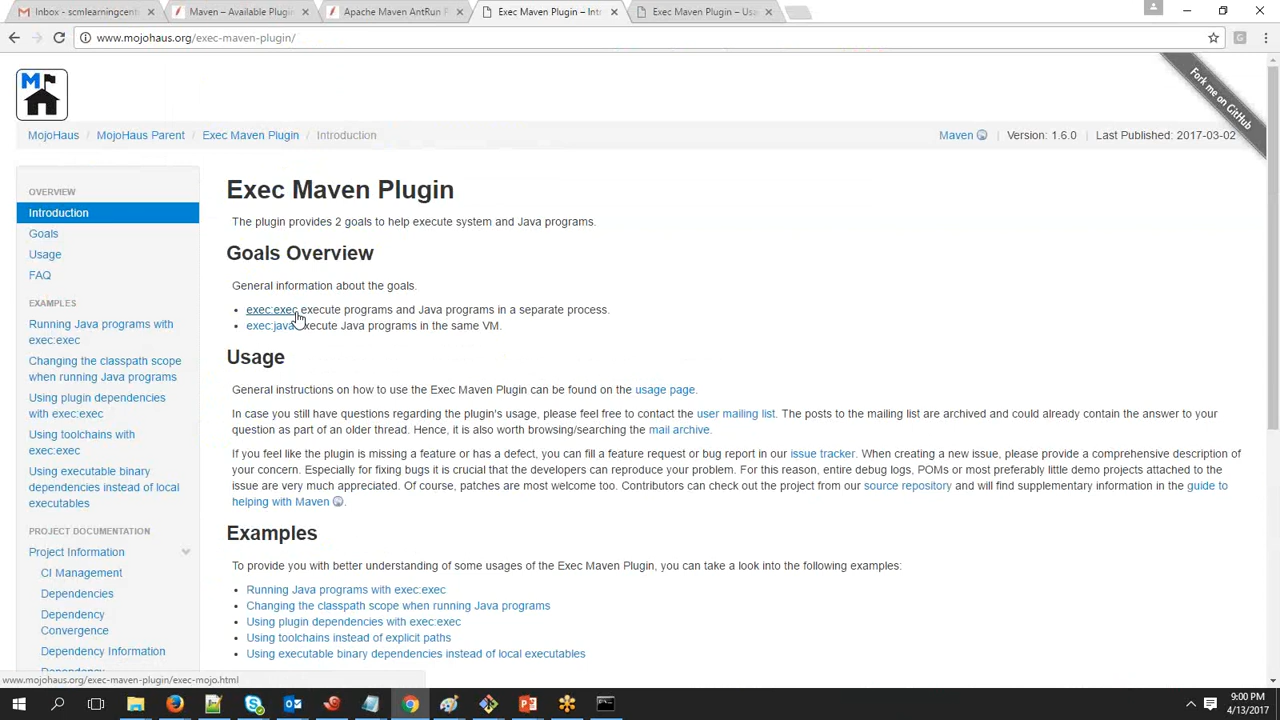 Inbox - scmlearningcent
Maven – Available Plugin
Apache Maven AntRun P
Exec Maven Plugin – Int
Exec Maven Plugin – Usa
www.mojohaus.org/exec-maven-plugin/
M
Fork me on GitHub
MojoHaus / MojoHaus Parent / Exec Maven Plugin / Introduction
Maven | Version: 1.6.0 | Last Published: 2017-03-02
OVERVIEW
Introduction
Goals
Usage
FAQ
EXAMPLES
Running Java programs with
exec:exec
Changing the classpath scope
when running Java programs
Using plugin dependencies
with exec:exec
Using toolchains with
exec:exec
Using executable binary
dependencies instead of local
executables
PROJECT DOCUMENTATION
Project Information
CI Management
Dependencies
Dependency
Convergence
Dependency Information
Exec Maven Plugin
The plugin provides 2 goals to help execute system and Java programs.
Goals Overview
General information about the goals.
• exec:exec execute programs and Java programs in a separate process.
• exec:java execute Java programs in the same VM.
Usage
General instructions on how to use the Exec Maven Plugin can be found on the usage page.
In case you still have questions regarding the plugin's usage, please feel free to contact the user mailing list. The posts to the mailing list are archived and could already contain the answer to your
question as part of an older thread. Hence, it is also worth browsing/searching the mail archive.
If you feel like the plugin is missing a feature or has a defect, you can fill a feature request or bug report in our issue tracker. When creating a new issue, please provide a comprehensive description of
your concern. Especially for fixing bugs it is crucial that the developers can reproduce your problem. For this reason, entire debug logs, POMs or most preferably little demo projects attached to the
issue are very much appreciated. Of course, patches are most welcome too. Contributors can check out the project from our source repository and will find supplementary information in the guide to
helping with Maven.
Examples
To provide you with better understanding of some usages of the Exec Maven Plugin, you can take a look into the following examples:
• Running Java programs with exec:exec
• Changing the classpath scope when running Java programs
• Using plugin dependencies with exec:exec
• Using toolchains instead of explicit paths
• Using executable binary dependencies instead of local executables
www.mojohaus.org/exec-maven-plugin/exec-mojo.html
9:00 PM
4/13/2017